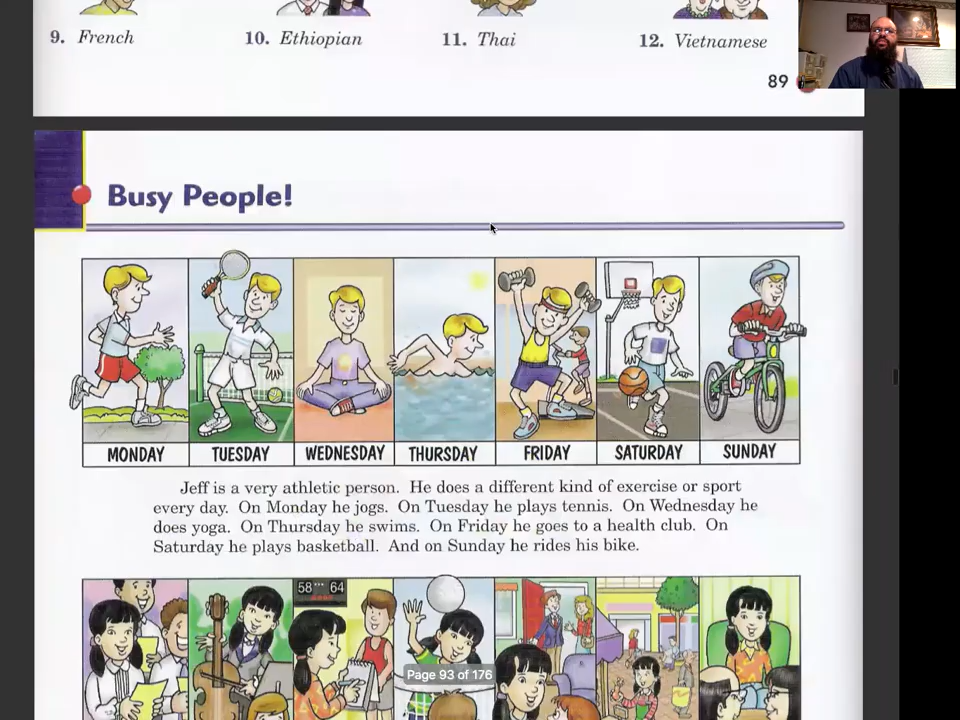 9. French
10. Ethiopian
11. Thai
12. Vietnamese
89
Busy People!
MONDAY
TUESDAY
WEDNESDAY
THURSDAY
FRIDAY
SATURDAY
SUNDAY
Jeff is a very athletic person. He does a different kind of exercise or sport
every day. On Monday he jogs. On Tuesday he plays tennis. On Wednesday he
does yoga. On Thursday he swims. On Friday he goes to a health club. On
Saturday he plays basketball. And on Sunday he rides his bike.
58 64
Page 93 of 176